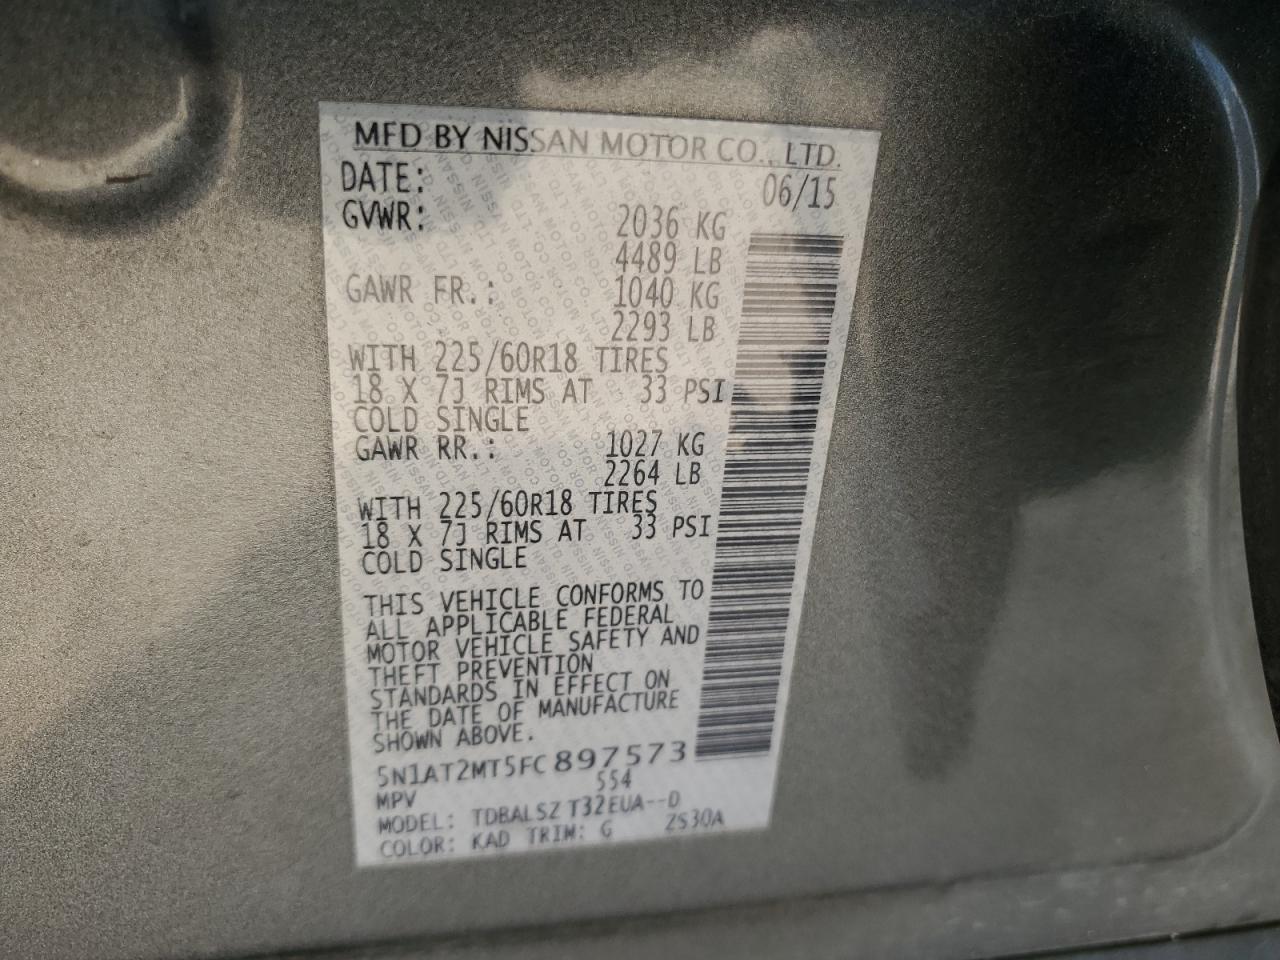 MFD BY NISSAN MOTOR CO., LTD.
DATE: 06/15
GVWR: 2036 KG
4489 LB
GAWR FR.: 1040 KG
2293 LB
WITH 225/60R18 TIRES
18 X 7J RIMS AT 33 PSI
COLD SINGLE
GAWR RR.: 1027 KG
2264 LB
WITH 225/60R18 TIRES
18 X 7J RIMS AT 33 PSI
COLD SINGLE
THIS VEHICLE CONFORMS TO
ALL APPLICABLE FEDERAL
MOTOR VEHICLE SAFETY AND
THEFT PREVENTION
STANDARDS IN EFFECT ON
THE DATE OF MANUFACTURE
SHOWN ABOVE.
5N1AT2MT5FC897573
MPV 554
MODEL: TDBALSZ T32EUA--D
COLOR: KAD TRIM: G 2S30A